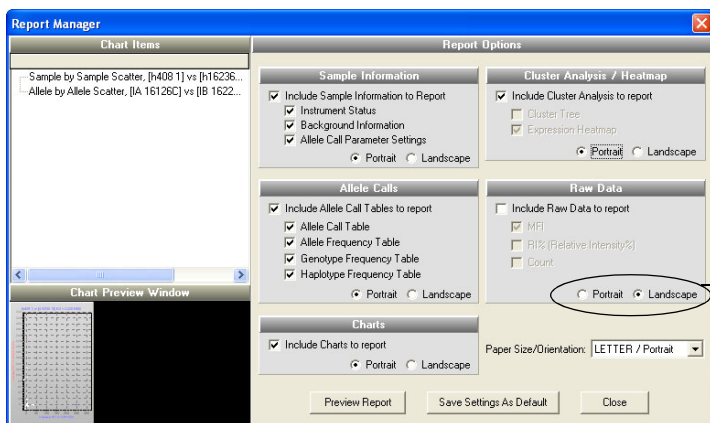 Report Manager
Chart Items
Sample by Sample Scatter, [h408 1] vs [h16236...
Allele by Allele Scatter, [IA 16126C] vs [IB 1622...
Chart Preview Window
Report Options
Sample Information
Include Sample Information to Report
Instrument Status
Background Information
Allele Call Parameter Settings
Portrait Landscape
Cluster Analysis / Heatmap
Include Cluster Analysis to report
Cluster Tree
Expression Heatmap
Portrait Landscape
Allele Calls
Include Allele Call Tables to report
Allele Call Table
Allele Frequency Table
Genotype Frequency Table
Haplotype Frequency Table
Portrait Landscape
Raw Data
Include Raw Data to report
MFI
RI% (Relative Intensity%)
Count
Portrait Landscape
Charts
Include Charts to report
Portrait Landscape
Paper Size/Orientation: LETTER / Portrait
Preview Report Save Settings As Default Close